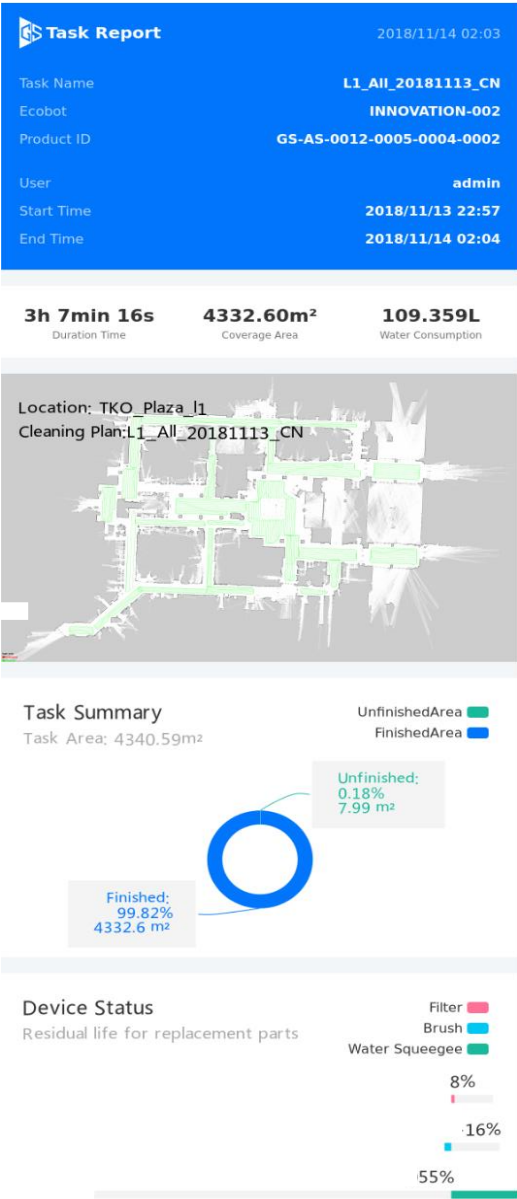 GS Task Report 2018/11/14 02:03
Task Name L1_All_20181113_CN
Ecobot INNOVATION-002
Product ID GS-AS-0012-0005-0004-0002
User admin
Start Time 2018/11/13 22:57
End Time 2018/11/14 02:04
3h 7min 16s 4332.60m² 109.359L
Duration Time Coverage Area Water Consumption
Location: TKO_Plaza_l1
Cleaning Plan:L1_All_20181113_CN
Task Summary UnfinishedArea
Task Area: 4340.59m² FinishedArea
Unfinished:
0.18%
7.99 m²
Finished:
99.82%
4332.6 m²
Device Status Filter
Residual life for replacement parts Brush
Water Squeegee
8%
-16%
55%